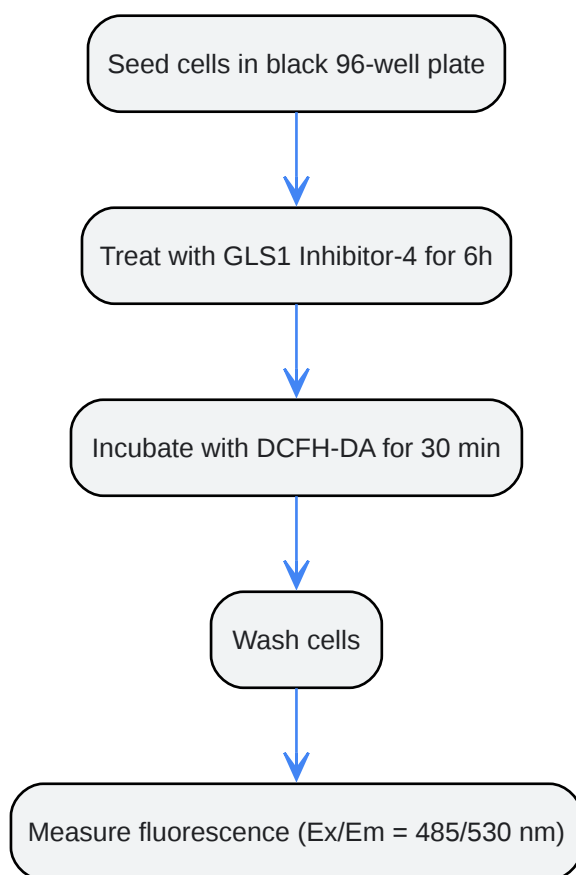 Seed cells in black 96-well plate
Treat with GLS1 Inhibitor-4 for 6h
Incubate with DCFH-DA for 30 min
Wash cells
Measure fluorescence (Ex/Em = 485/530 nm)